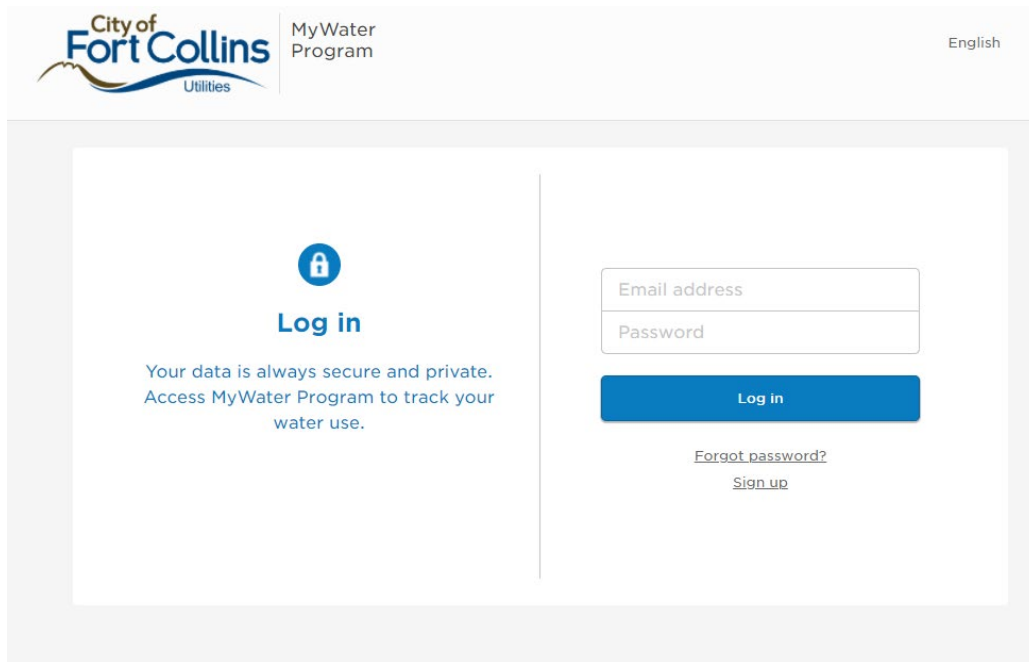 City of
Fort Collins
Utilities
MyWater
Program
English
Log in
Your data is always secure and private.
Access MyWater Program to track your
water use.
Email address
Password
Log in
Forgot password?
Sign up